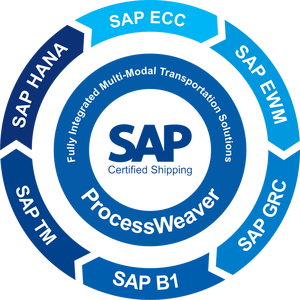 SAP ECC
SAP EWM
SAP GRC
SAP B1
SAP TM
SAP HANA
Fully Integrated Multi-Modal Transportation Solutions
SAP
Certified Shipping
ProcessWeaver